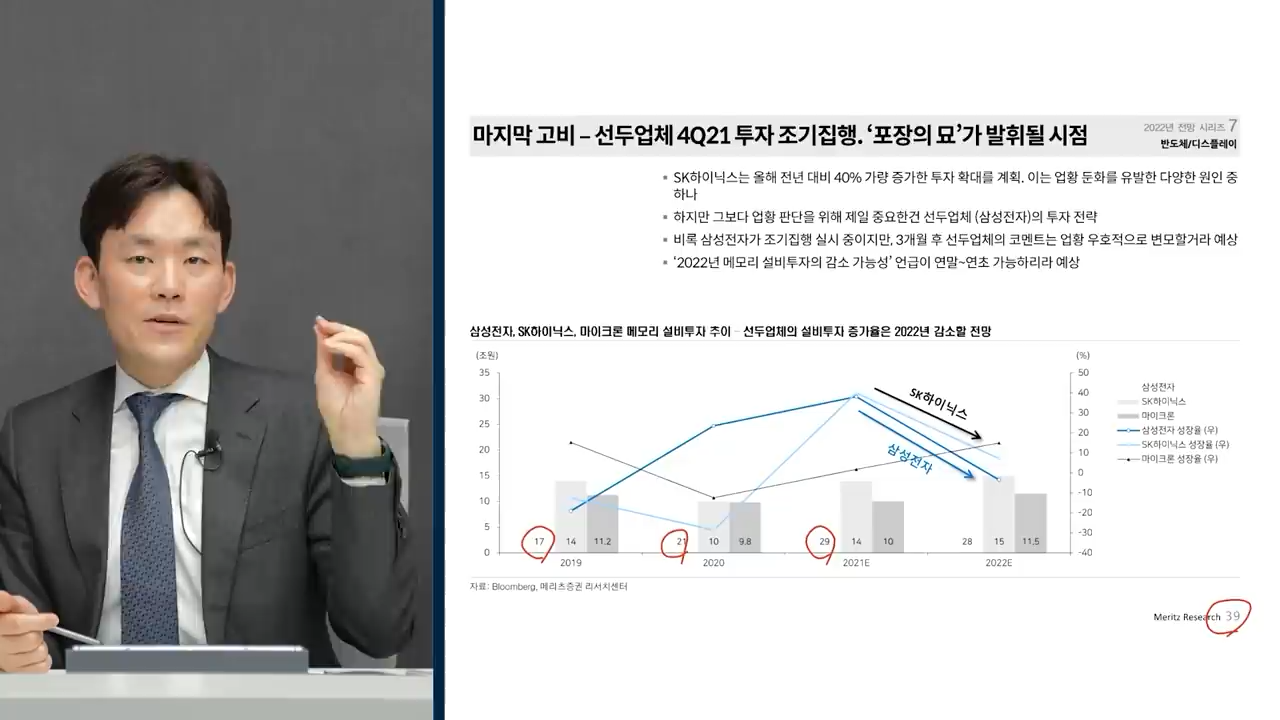 마지막 고비 – 선두업체 4Q21 투자 조기집행. ‘포장의 묘’가 발휘될 시점
2022년 전망 시리즈 7
반도체/디스플레이
▪ SK하이닉스는 올해 전년 대비 40% 가량 증가한 투자 확대를 계획. 이는 업황 둔화를 유발한 다양한 원인 중
하나
▪ 하지만 그보다 업황 판단을 위해 제일 중요한건 선두업체 (삼성전자)의 투자 전략
▪ 비록 삼성전자가 조기집행 실시 중이지만, 3개월 후 선두업체의 코멘트는 업황 우호적으로 변모할거라 예상
▪ ‘2022년 메모리 설비투자의 감소 가능성’ 언급이 연말~연초 가능하리라 예상
삼성전자, SK하이닉스, 마이크론 메모리 설비투자 추이 – 선두업체의 설비투자 증가율은 2022년 감소할 전망
(조원)
(%)
35
30
25
20
15
10
5
0
SK하이닉스
삼성전자
17 14 11.2
21 10 9.8
29 14 10
28 15 11.5
2019 2020 2021E 2022E
50
40
30
20
10
0
-10
-20
-30
-40
삼성전자
SK하이닉스
마이크론
삼성전자 성장율 (우)
SK하이닉스 성장율 (우)
마이크론 성장율 (우)
자료: Bloomberg, 메리츠증권 리서치센터
Meritz Research 39